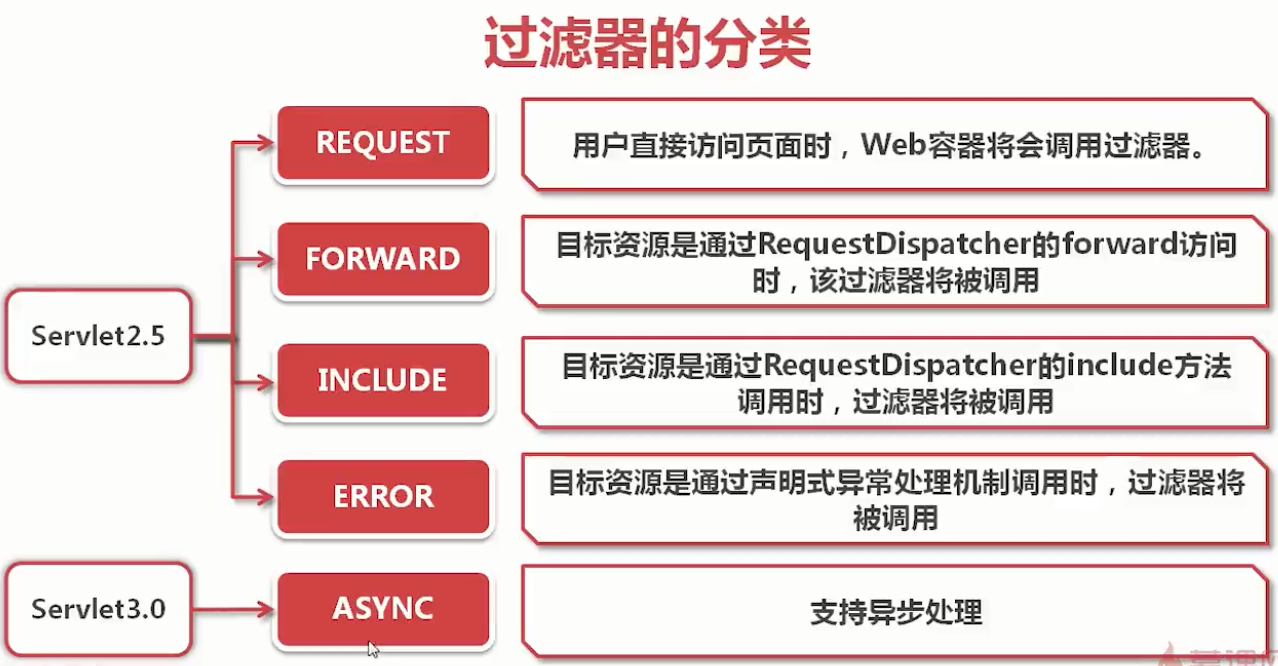 过滤器的分类
REQUEST
用户直接访问页面时，Web容器将会调用过滤器。
FORWARD
目标资源是通过RequestDispatcher的forward访问
时，该过滤器将被调用
Servlet2.5
INCLUDE
目标资源是通过RequestDispatcher的include方法
调用时，过滤器将被调用
ERROR
目标资源是通过声明式异常处理机制调用时，过滤器将
被调用
Servlet3.0
ASYNC
支持异步处理